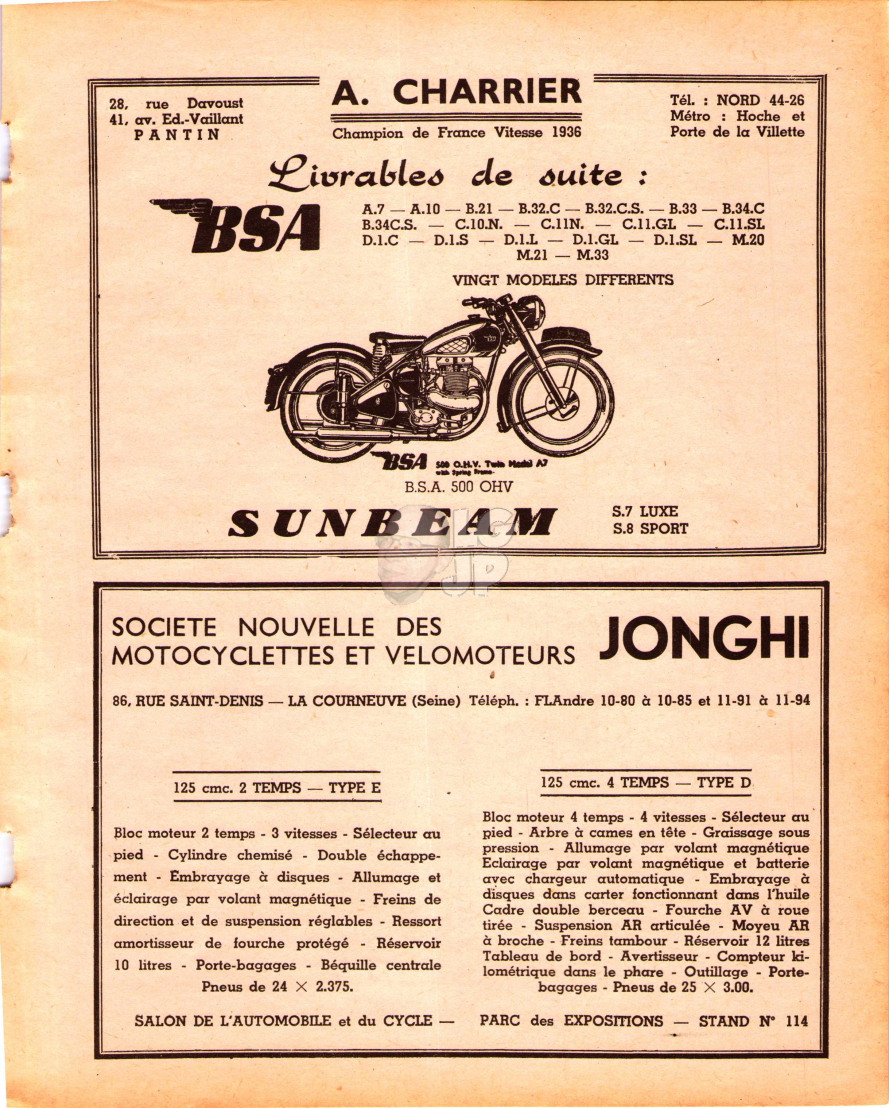 A. CHARRIER
28, rue Davoust
41, av. Ed.-Vaillant
PANTIN
Champion de France Vitesse 1936
Tél. : NORD 44-26
Métro : Hoche et
Porte de la Villette
Livrables de suite :
BSA
A.7 — A.10 — B.21 — B.32.C — B.32.C.S. — B.33 — B.34.C
B.34C.S. — C.10.N. — C.11N. — C.11.GL — C.11.SL
D.1.C — D.1.S — D.1.L — D.1.GL — D.1.SL — M.20
M.21 — M.33
VINGT MODELES DIFFERENTS
BSA 500 O.H.V. Twin Model A7
with Spring Frame
B.S.A. 500 OHV
SUNBEAM
S.7 LUXE
S.8 SPORT
LG
JP
SOCIETE NOUVELLE DES
MOTOCYCLETTES ET VELOMOTEURS
JONGHI
86, RUE SAINT-DENIS — LA COURNEUVE (Seine) Téléph. : FLAndre 10-80 à 10-85 et 11-91 à 11-94
125 cmc. 2 TEMPS — TYPE E
Bloc moteur 2 temps - 3 vitesses - Sélecteur au
pied - Cylindre chemisé - Double échappe-
ment - Embrayage à disques - Allumage et
éclairage par volant magnétique - Freins de
direction et de suspension réglables - Ressort
amortisseur de fourche protégé - Réservoir
10 litres - Porte-bagages - Béquille centrale
Pneus de 24 × 2.375.
125 cmc. 4 TEMPS — TYPE D
Bloc moteur 4 temps - 4 vitesses - Sélecteur au
pied - Arbre à cames en tête - Graissage sous
pression - Allumage par volant magnétique
Eclairage par volant magnétique et batterie
avec chargeur automatique - Embrayage à
disques dans carter fonctionnant dans l'huile
Cadre double berceau - Fourche AV à roue
tirée - Suspension AR articulée - Moyeu AR
à broche - Freins tambour - Réservoir 12 litres
Tableau de bord - Avertisseur - Compteur ki-
lométrique dans le phare - Outillage - Porte-
bagages - Pneus de 25 × 3.00.
SALON DE L'AUTOMOBILE et du CYCLE — PARC des EXPOSITIONS — STAND N° 114